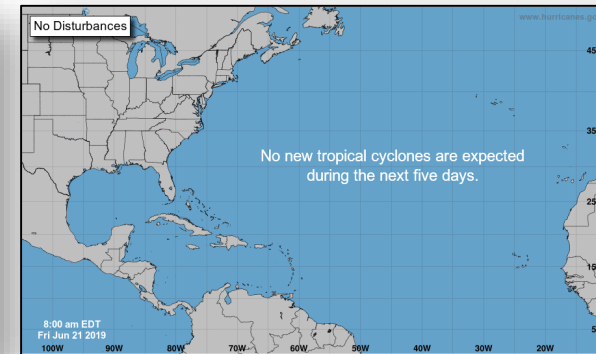 No Disturbances
www.hurricanes.go
45
35
No new tropical cyclones are expected
during the next five days.
25
15
8:00 am EDT
Fri Jun 21 2019
5
100W 90W 80W 70W 60W 50W 40W 30W 20W